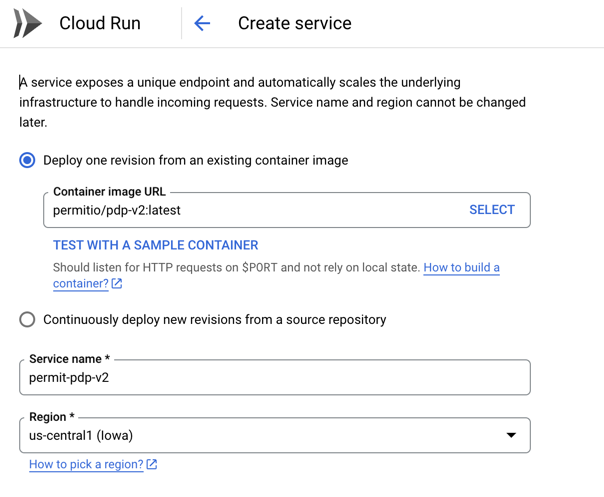 Cloud Run
Create service
A service exposes a unique endpoint and automatically scales the underlying
infrastructure to handle incoming requests. Service name and region cannot be changed
later.
Deploy one revision from an existing container image
Container image URL
permitio/pdp-v2:latest
SELECT
TEST WITH A SAMPLE CONTAINER
Should listen for HTTP requests on $PORT and not rely on local state. How to build a
container?
Continuously deploy new revisions from a source repository
Service name *
permit-pdp-v2
Region *
us-central1 (Iowa)
How to pick a region?